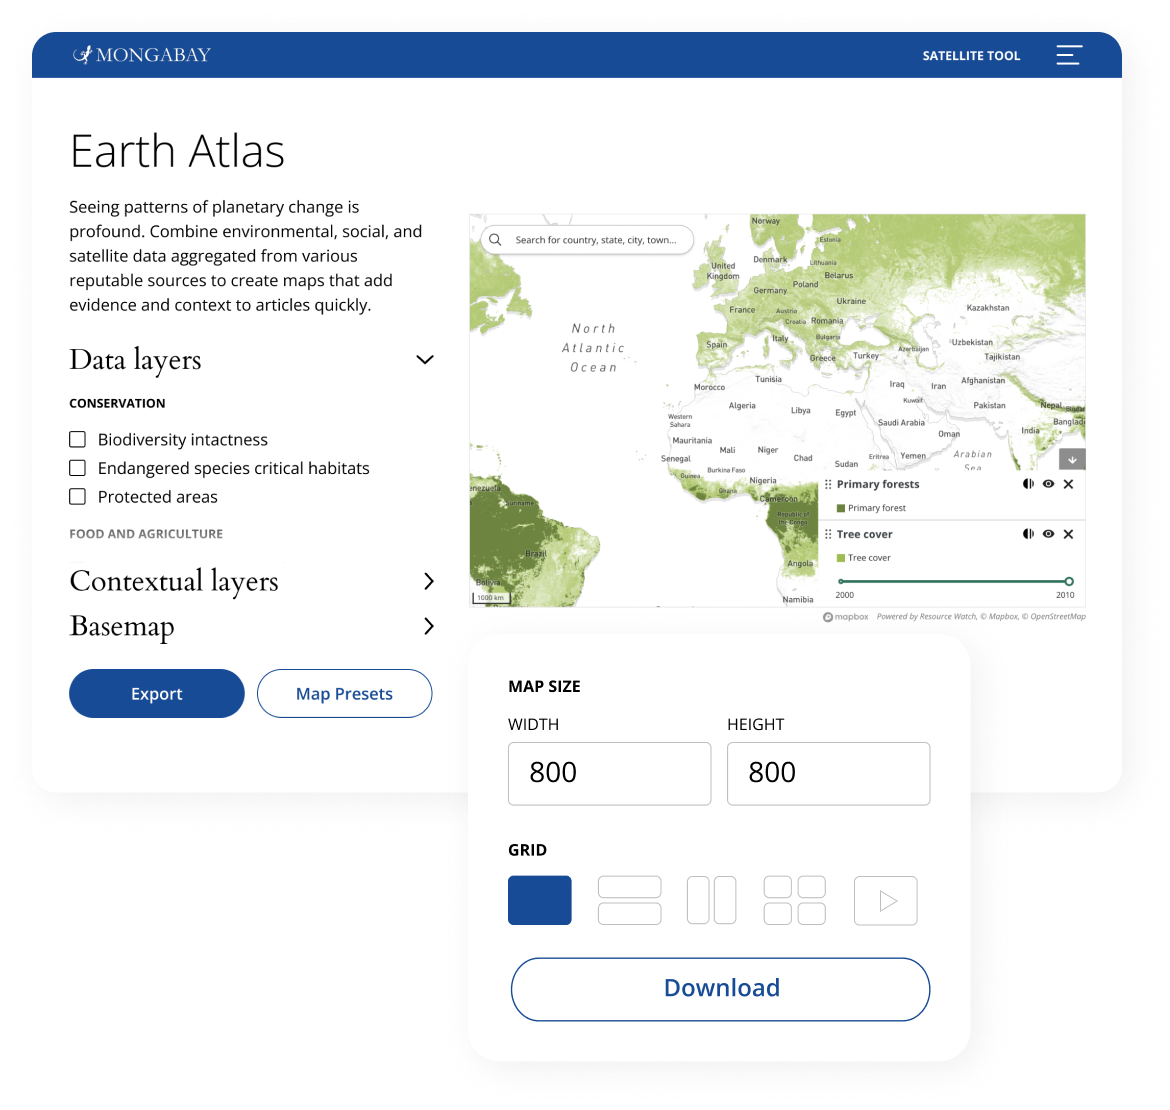 MONGABAY
SATELLITE TOOL
Earth Atlas
Seeing patterns of planetary change is
profound. Combine environmental, social, and
satellite data aggregated from various
reputable sources to create maps that add
evidence and context to articles quickly.
Data layers
CONSERVATION
Biodiversity intactness
Endangered species critical habitats
Protected areas
FOOD AND AGRICULTURE
Contextual layers
Basemap
Export
Map Presets
Search for country, state, city, town...
Norway
Estonia
Denmark
Lithuania
United
Kingdom
Belarus
Poland
Germany
Ukraine
France
Austria
Kazakhstan
Croatia
Romania
North
Atlantic
Ocean
Italy
Bulgaria
Spain
Uzbekistan
Azerbaijan
Greece
Turkey
Tajikistan
Morocco
Tunisia
Iraq
Iran
Afghanistan
Algeria
Libya
Egypt
Kuwait
Pakistan
Nepal
Western
Sahara
Saudi Arabia
Banglad
India
Oman
Mauritania
Mali
Niger
Chad
Senegal
Sudan
Eritrea
Yemen
Arabian
Sea
Burkina Faso
Guinea
Nigeria
Ghana
Cameroon
enezuela
Suriname
Republic of
the Congo
Brazil
Angola
Bolivia
Namibia
1000 km
Primary forests
Primary forest
Tree cover
Tree cover
2000
2010
mapbox
Powered by Resource Watch, © Mapbox, © OpenStreetMap
MAP SIZE
WIDTH
HEIGHT
800
800
GRID
Download